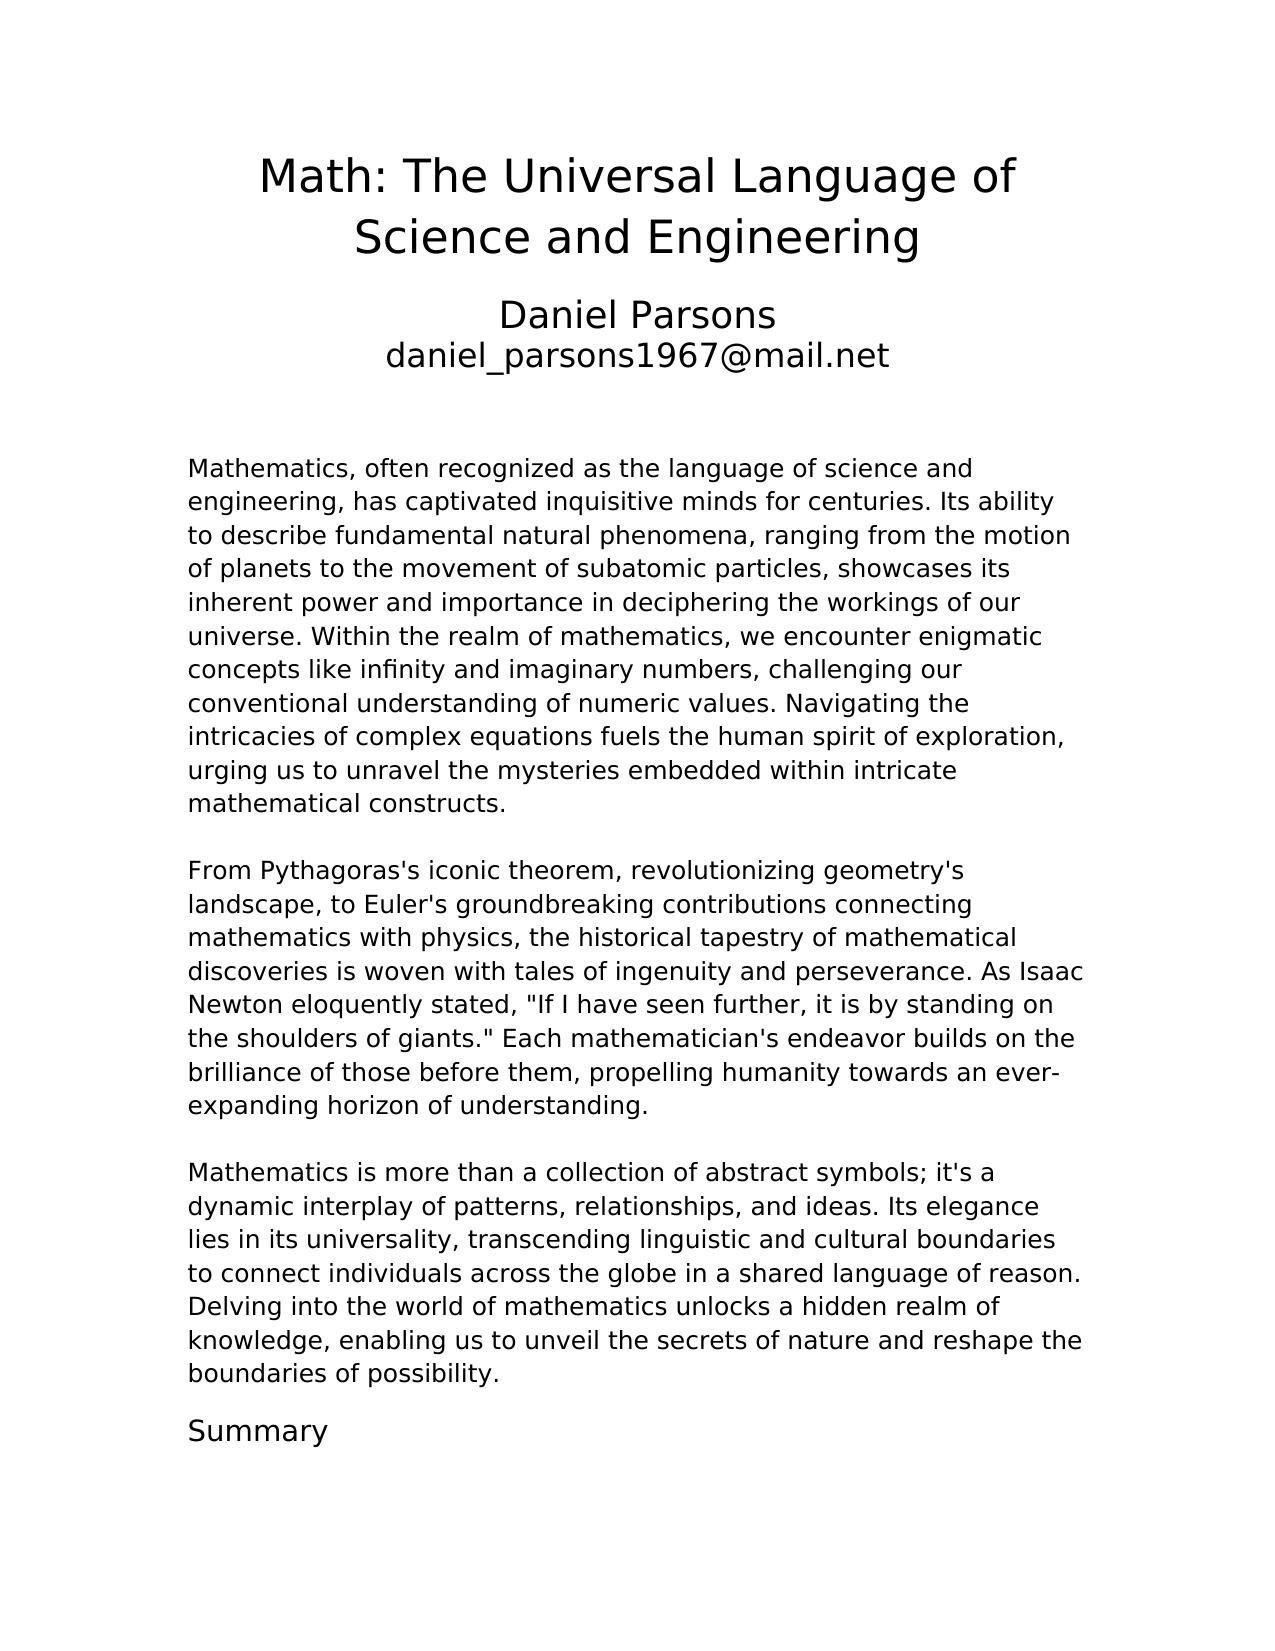 Math: The Universal Language of
Science and Engineering
Daniel Parsons
daniel_parsons1967@mail.net
Mathematics, often recognized as the language of science and
engineering, has captivated inquisitive minds for centuries. Its ability
to describe fundamental natural phenomena, ranging from the motion
of planets to the movement of subatomic particles, showcases its
inherent power and importance in deciphering the workings of our
universe. Within the realm of mathematics, we encounter enigmatic
concepts like infinity and imaginary numbers, challenging our
conventional understanding of numeric values. Navigating the
intricacies of complex equations fuels the human spirit of exploration,
urging us to unravel the mysteries embedded within intricate
mathematical constructs.
From Pythagoras's iconic theorem, revolutionizing geometry's
landscape, to Euler's groundbreaking contributions connecting
mathematics with physics, the historical tapestry of mathematical
discoveries is woven with tales of ingenuity and perseverance. As Isaac
Newton eloquently stated, "If I have seen further, it is by standing on
the shoulders of giants." Each mathematician's endeavor builds on the
brilliance of those before them, propelling humanity towards an ever-
expanding horizon of understanding.
Mathematics is more than a collection of abstract symbols; it's a
dynamic interplay of patterns, relationships, and ideas. Its elegance
lies in its universality, transcending linguistic and cultural boundaries
to connect individuals across the globe in a shared language of reason.
Delving into the world of mathematics unlocks a hidden realm of
knowledge, enabling us to unveil the secrets of nature and reshape the
boundaries of possibility.
Summary